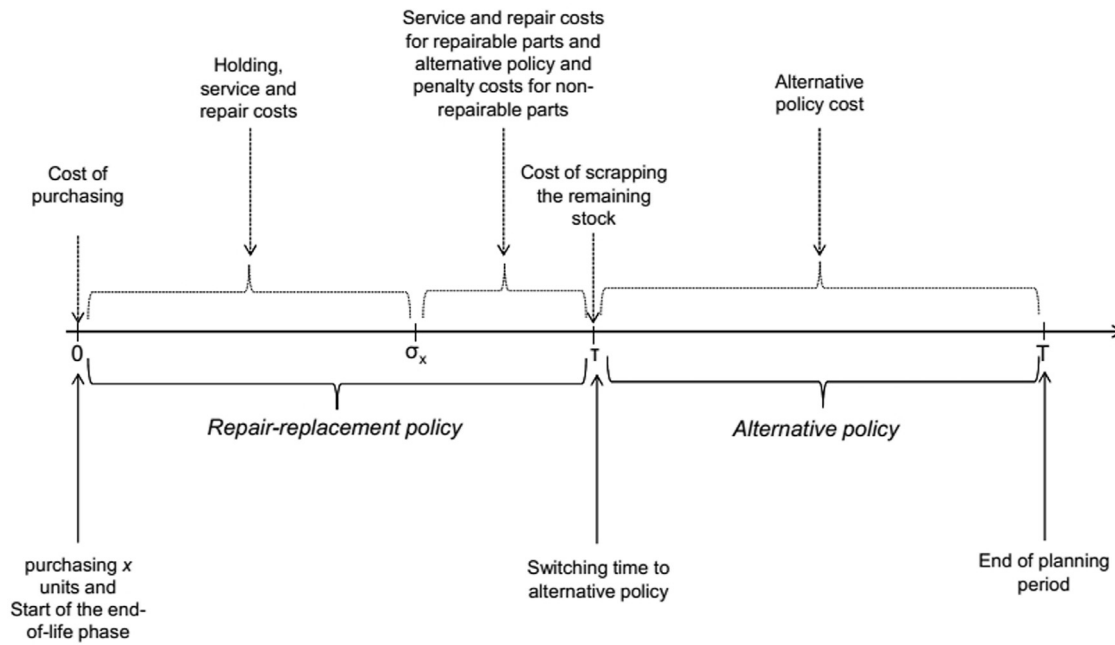 Service and repair costs
for repairable parts and
alternative policy and
penalty costs for non-
repairable parts
Holding,
service and
repair costs
Alternative
policy cost
Cost of
purchasing
Cost of scrapping
the remaining
stock
0
σx
τ
T
Repair-replacement policy
Alternative policy
purchasing x
units and
Start of the end-
of-life phase
Switching time to
alternative policy
End of planning
period